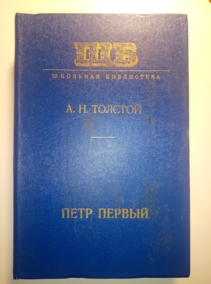 ШБ
ШКОЛЬНАЯ БИБЛИОТЕКА
А. Н. ТОЛСТОЙ
ПЕТР ПЕРВЫЙ